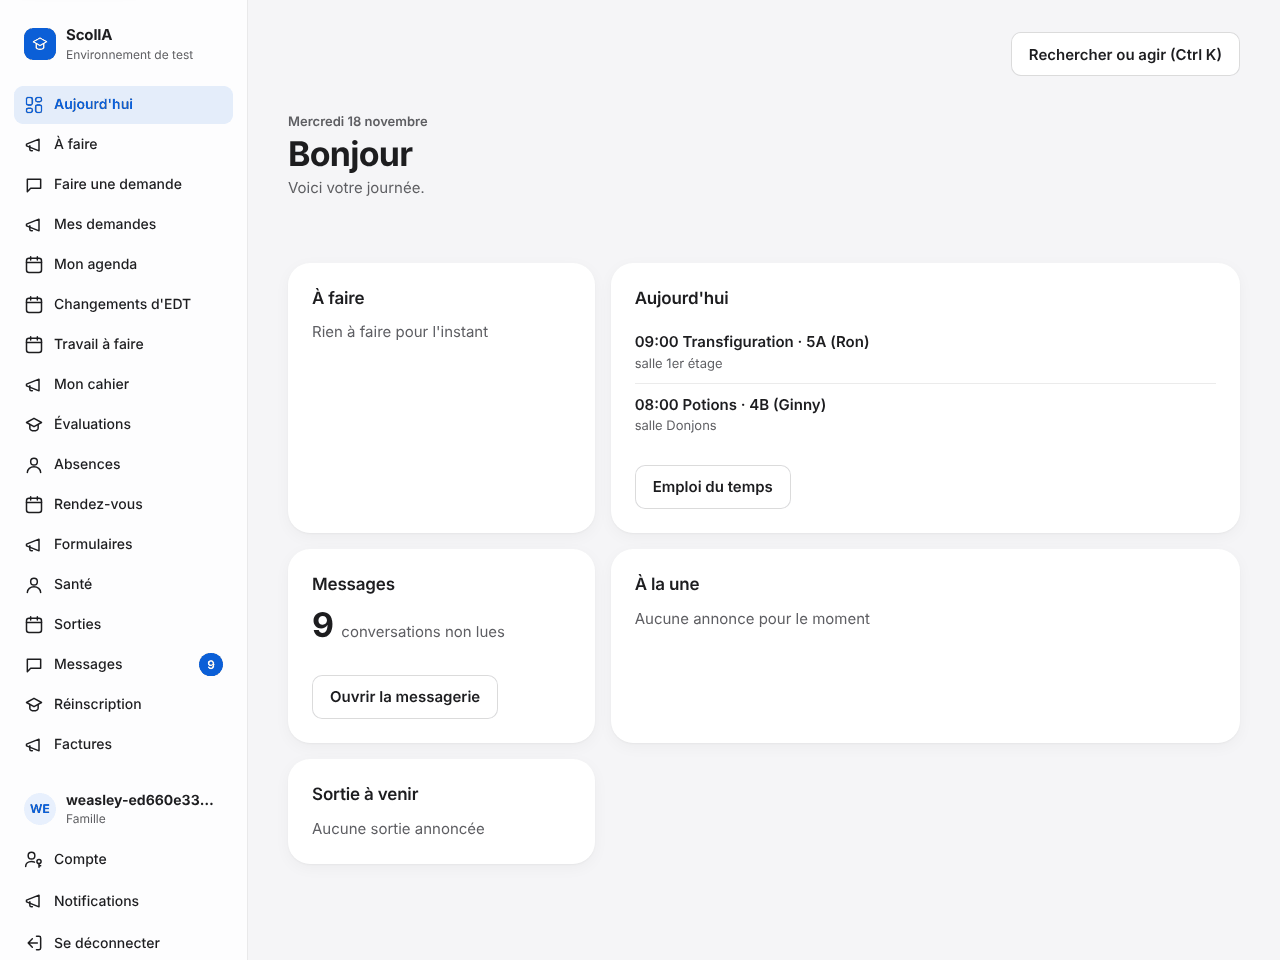 ScolIA
Environnement de test
Aujourd'hui
À faire
Faire une demande
Mes demandes
Mon agenda
Changements d'EDT
Travail à faire
Mon cahier
Évaluations
Absences
Rendez-vous
Formulaires
Santé
Sorties
Messages 9
Réinscription
Factures
WE
weasley-ed660e33...
Famille
Compte
Notifications
Se déconnecter
Rechercher ou agir (Ctrl K)
Mercredi 18 novembre
Bonjour
Voici votre journée.
À faire
Rien à faire pour l'instant
Aujourd'hui
09:00 Transfiguration · 5A (Ron)
salle 1er étage
08:00 Potions · 4B (Ginny)
salle Donjons
Emploi du temps
Messages
9 conversations non lues
Ouvrir la messagerie
À la une
Aucune annonce pour le moment
Sortie à venir
Aucune sortie annoncée